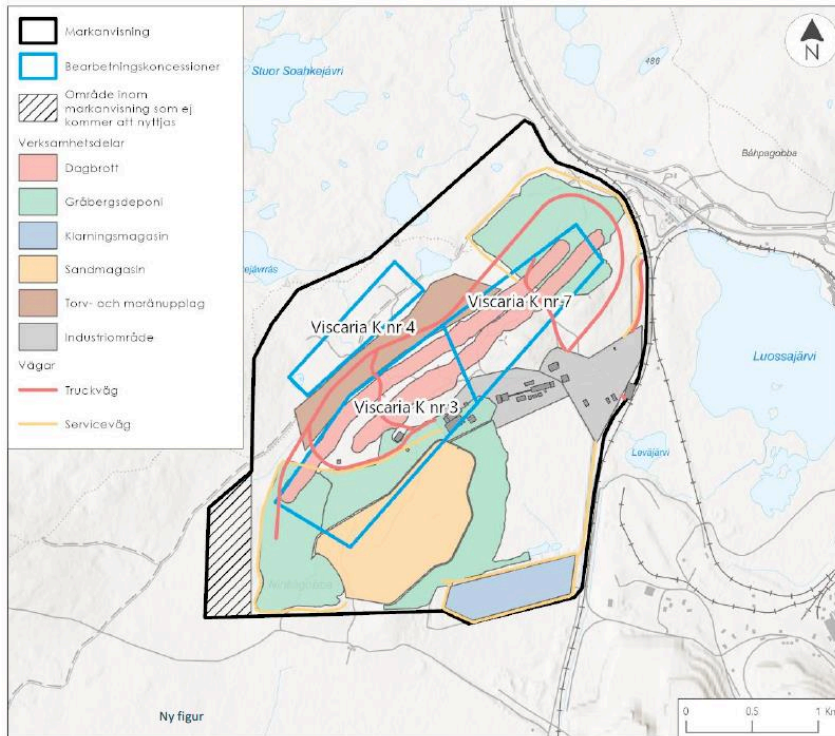 Markanvisning
Bearbetningskoncessioner
Område inom
markanvisning som ej
kommer att nyttjas
Verksamhetsdelar
Dagbrott
Gråbergsdeponi
Klarningsmagasin
Sandmagasin
Torv- och moränupplag
Industriområde
Vägar
Truckväg
Serviceväg
Stuor Soahkejávri
N
486
Báhpagobba
Viscaria K nr 7
Viscaria K nr 4
Luossajärvi
Viscaria K nr 3
Leväjärvi
Ny figur
0 0.5 1 Km